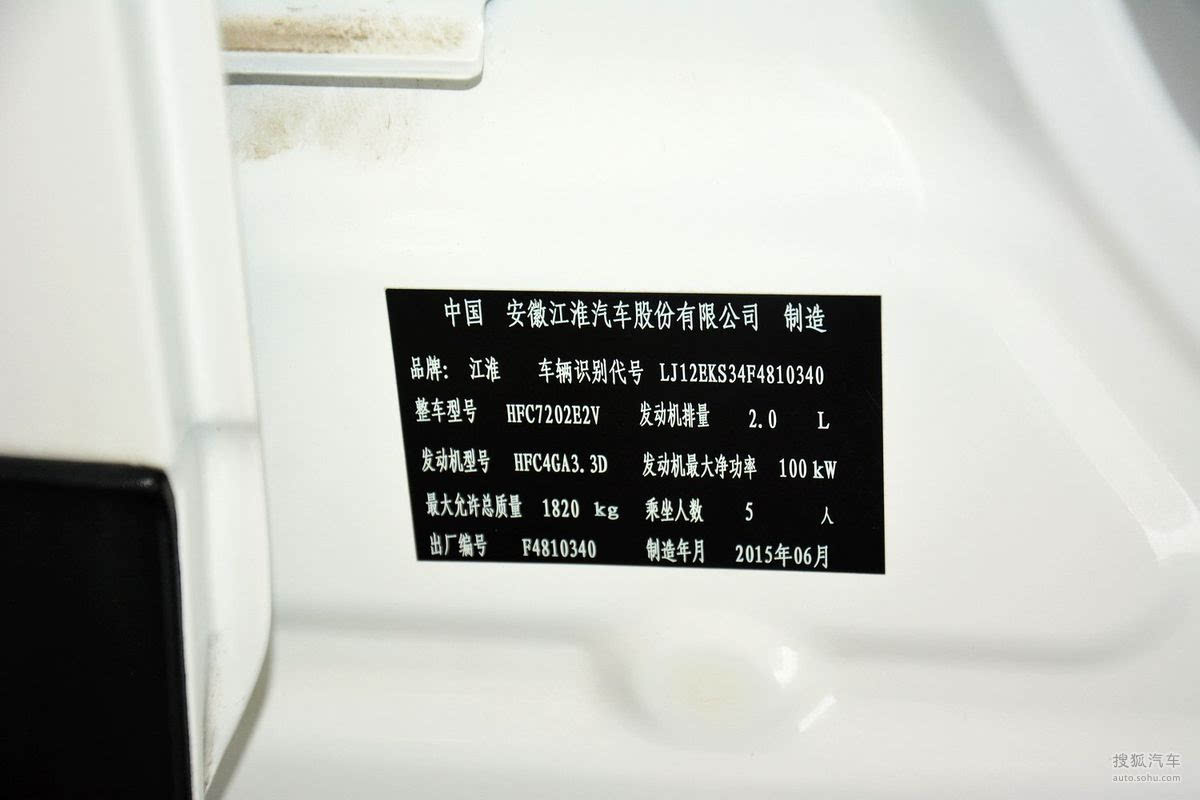 中国 安徽江淮汽车股份有限公司 制造
品牌: 江淮 车辆识别代号 LJ12EKS34F4810340
整车型号 HFC7202E2V 发动机排量 2.0 L
发动机型号 HFC4GA3.3D 发动机最大净功率 100 kW
最大允许总质量 1820 kg 乘坐人数 5 人
出厂编号 F4810340 制造年月 2015年06月
搜狐汽车
auto.sohu.com